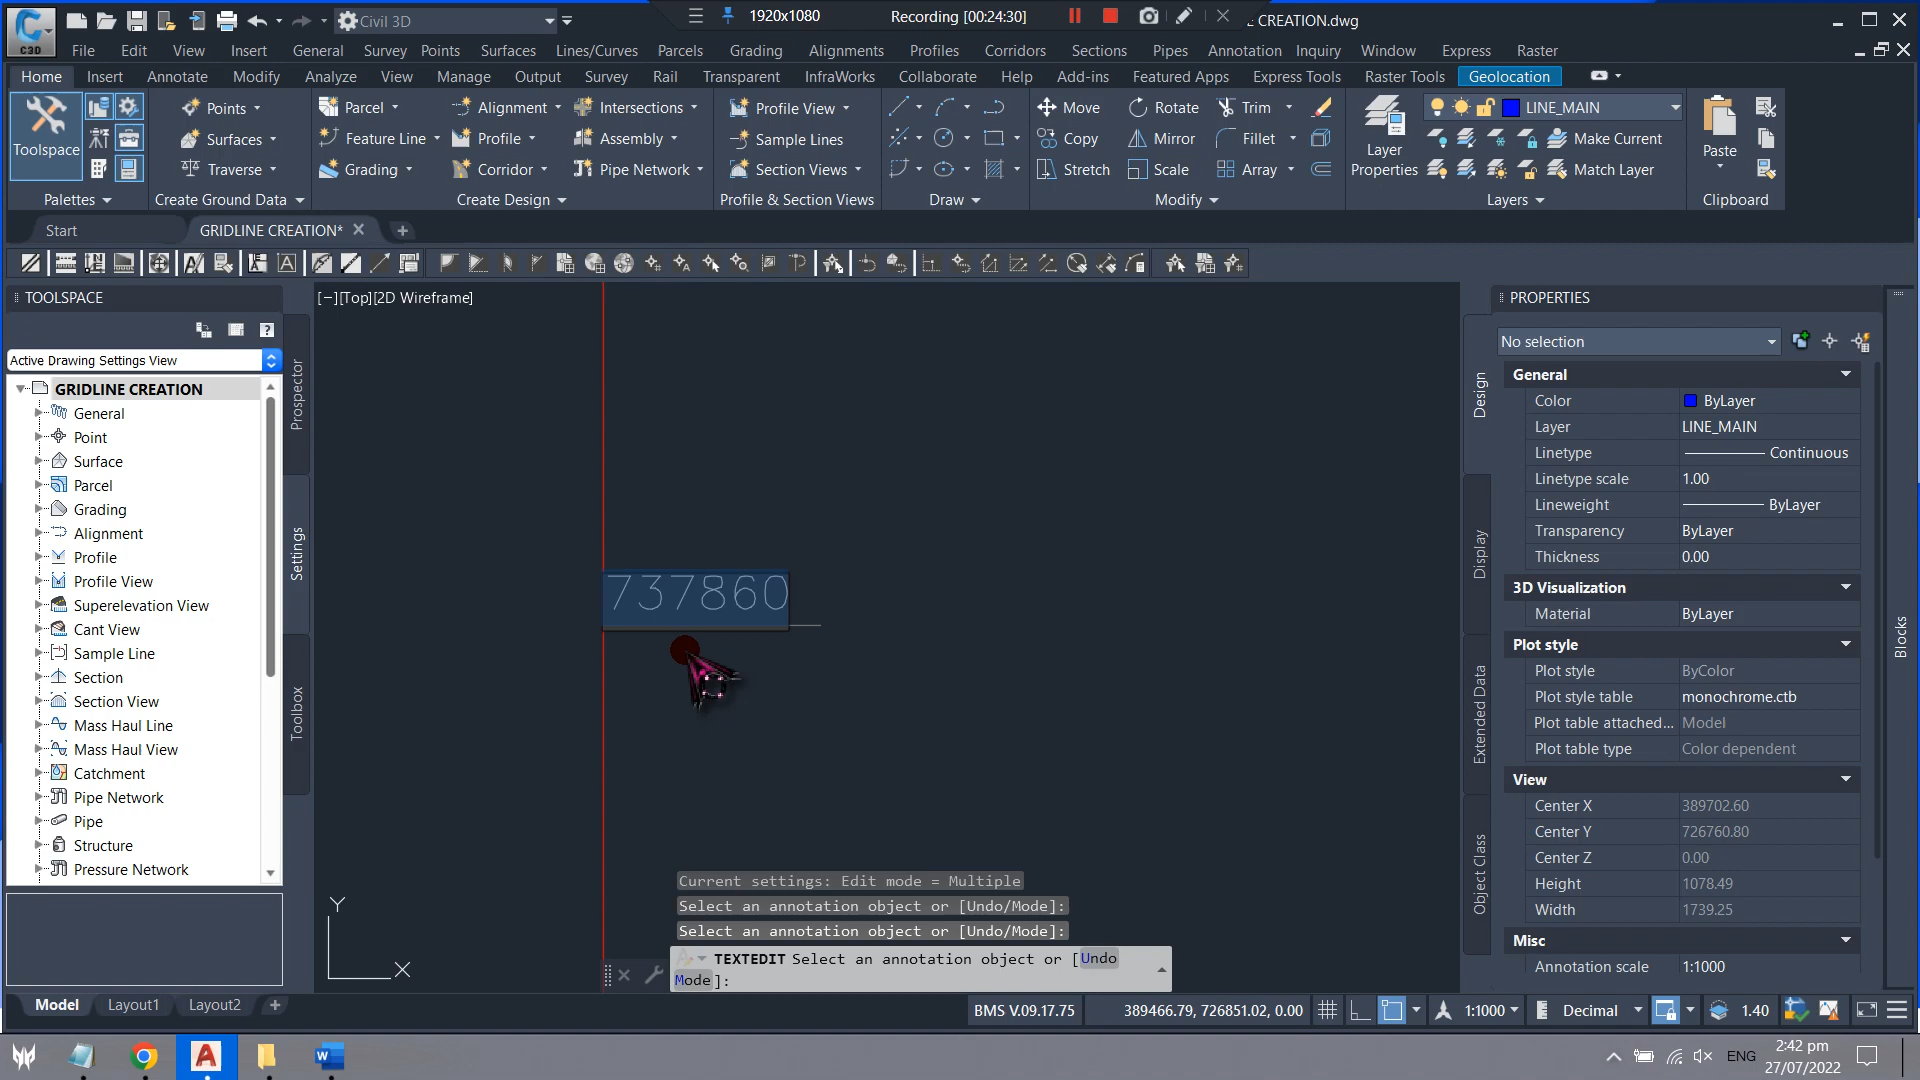 1920x1080
Recording [00:24:30]
E CREATION.dwg
Civil 3D
C3D
File Edit View Insert General Survey Points Surfaces Lines/Curves Parcels Grading Alignments Profiles Corridors Sections Pipes Annotation Inquiry Window Express Raster
Home Insert Annotate Modify Analyze View Manage Output Survey Rail Transparent InfraWorks Collaborate Help Add-ins Featured Apps Express Tools Raster Tools Geolocation
Toolspace
Points
Surfaces
Traverse
Parcel
Feature Line
Grading
Alignment
Profile
Corridor
Intersections
Assembly
Pipe Network
Profile View
Sample Lines
Section Views
Move
Copy
Stretch
Rotate
Mirror
Scale
Trim
Fillet
Array
Layer
Properties
LINE_MAIN
Make Current
Match Layer
Paste
Palettes
Create Ground Data
Create Design
Profile & Section Views
Draw
Modify
Layers
Clipboard
Start
GRIDLINE CREATION*
TOOLSPACE
Active Drawing Settings View
GRIDLINE CREATION
General
Point
Surface
Parcel
Grading
Alignment
Profile
Profile View
Superelevation View
Cant View
Sample Line
Section
Section View
Mass Haul Line
Mass Haul View
Catchment
Pipe Network
Pipe
Structure
Pressure Network
Prospector
Settings
Toolbox
[−][Top][2D Wireframe]
737860
Y
X
Current settings: Edit mode = Multiple
Select an annotation object or [Undo/Mode]:
Select an annotation object or [Undo/Mode]:
TEXTEDIT Select an annotation object or [Undo
Mode]:
PROPERTIES
No selection
General
Color ByLayer
Layer LINE_MAIN
Linetype Continuous
Linetype scale 1.00
Lineweight ByLayer
Transparency ByLayer
Thickness 0.00
3D Visualization
Material ByLayer
Plot style
Plot style ByColor
Plot style table monochrome.ctb
Plot table attached... Model
Plot table type Color dependent
View
Center X 389702.60
Center Y 726760.80
Center Z 0.00
Height 1078.49
Width 1739.25
Misc
Annotation scale 1:1000
Design
Display
Extended Data
Object Class
Blocks
Model Layout1 Layout2
BMS V.09.17.75
389466.79, 726851.02, 0.00
1:1000
Decimal
1.40
ENG
2:42 pm
27/07/2022